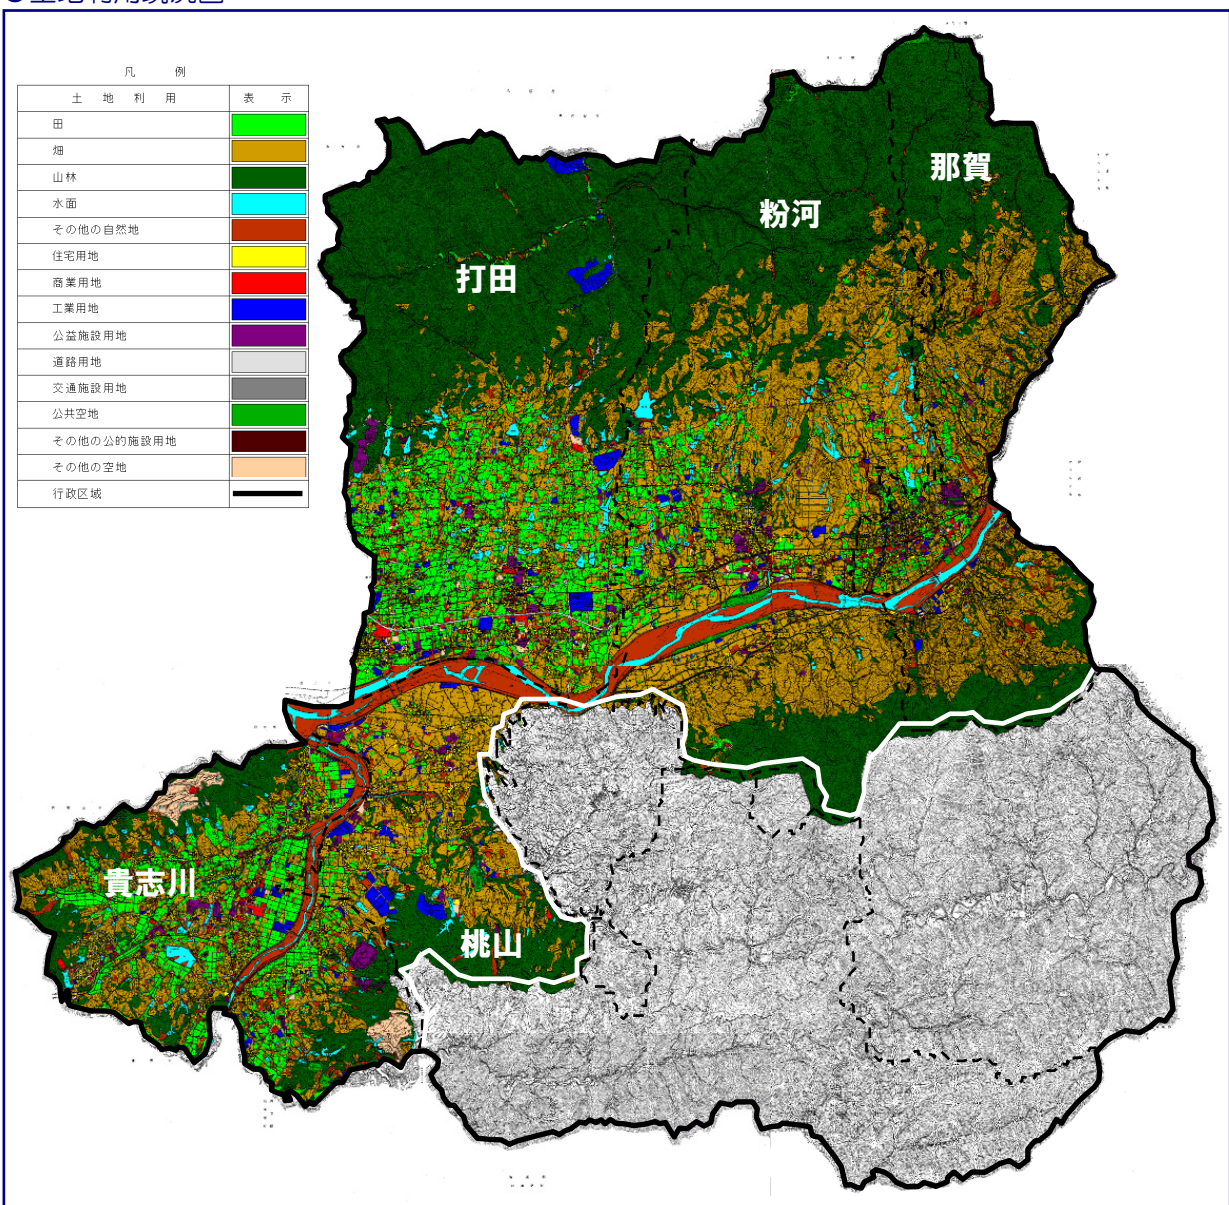 凡 例
土 地 利 用 表 示
田
畑
山林
水面
その他の自然地
住宅用地
商業用地
工業用地
公益施設用地
道路用地
交通施設用地
公共空地
その他の公的施設用地
その他の空地
行政区域
那賀
粉河
打田
貴志川
桃山